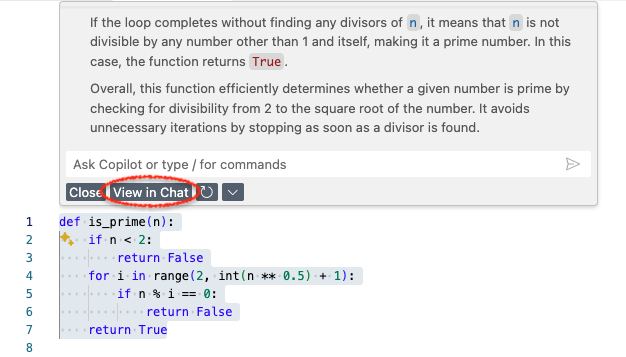 If the loop completes without finding any divisors of n, it means that n is not
divisible by any number other than 1 and itself, making it a prime number. In this
case, the function returns True.
Overall, this function efficiently determines whether a given number is prime by
checking for divisibility from 2 to the square root of the number. It avoids
unnecessary iterations by stopping as soon as a divisor is found.
Ask Copilot or type / for commands
Close View in Chat
1 def is_prime(n):
2 if n < 2:
3 return False
4 for i in range(2, int(n ** 0.5) + 1):
5 if n % i == 0:
6 return False
7 return True
8